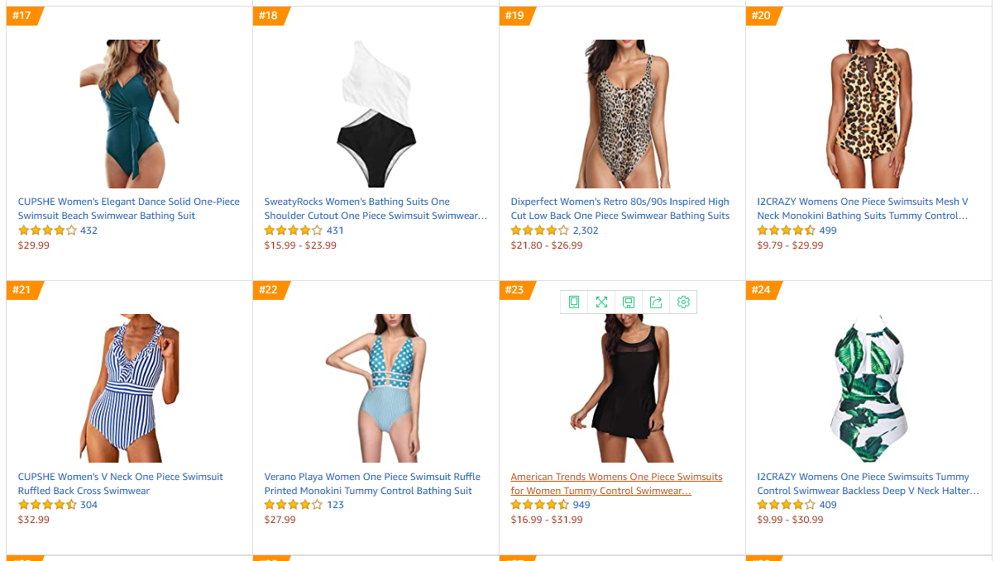 #17
#18
#19
#20
CUPSHE Women's Elegant Dance Solid One-Piece
Swimsuit Beach Swimwear Bathing Suit
432
$29.99
SweatyRocks Women's Bathing Suits One
Shoulder Cutout One Piece Swimsuit Swimwear...
431
$15.99 - $23.99
Dixperfect Women's Retro 80s/90s Inspired High
Cut Low Back One Piece Swimwear Bathing Suits
2,302
$21.80 - $26.99
I2CRAZY Womens One Piece Swimsuits Mesh V
Neck Monokini Bathing Suits Tummy Control...
499
$9.79 - $29.99
#21
#22
#23
#24
CUPSHE Women's V Neck One Piece Swimsuit
Ruffled Back Cross Swimwear
304
$32.99
Verano Playa Women One Piece Swimsuit Ruffle
Printed Monokini Tummy Control Bathing Suit
123
$27.99
American Trends Womens One Piece Swimsuits
for Women Tummy Control Swimwear...
949
$16.99 - $31.99
I2CRAZY Womens One Piece Swimsuits Tummy
Control Swimwear Backless Deep V Neck Halter...
409
$9.99 - $30.99